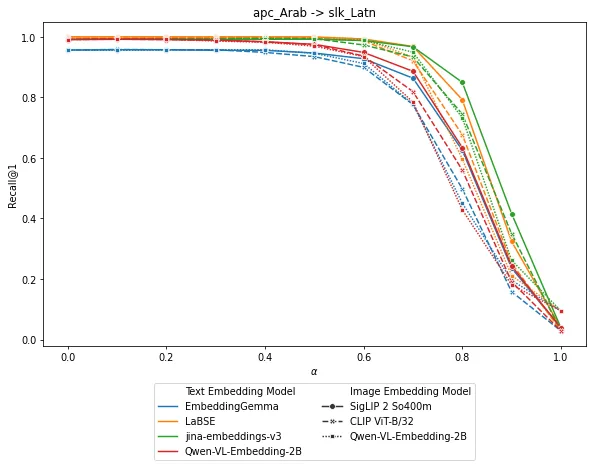 apc_Arab -> slk_Latn
1.0
0.8
0.6
0.4
0.2
0.0
Recall@1
0.0 0.2 0.4 0.6 0.8 1.0
α
Text Embedding Model
EmbeddingGemma
LaBSE
jina-embeddings-v3
Qwen-VL-Embedding-2B
Image Embedding Model
SigLIP 2 So400m
CLIP ViT-B/32
Qwen-VL-Embedding-2B